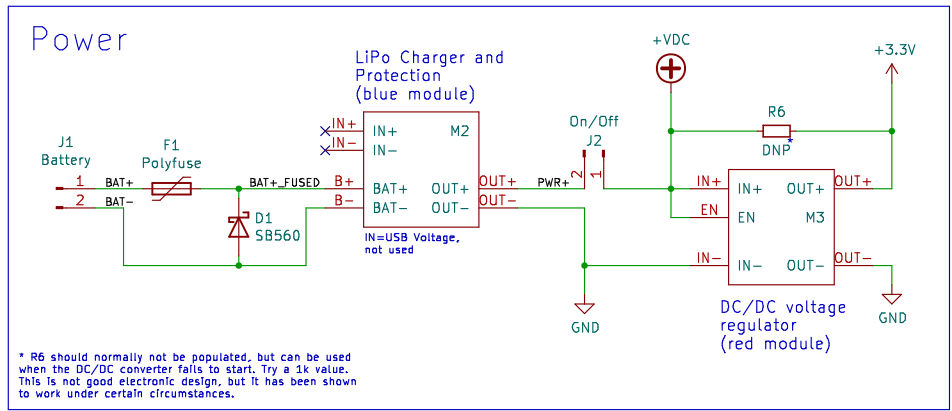 Power
LiPo Charger and
Protection
(blue module)
+VDC
+3.3V
J1
Battery
F1
Polyfuse
1
2
BAT+
BAT-
BAT+_FUSED
D1
SB560
IN+
IN-
B+
B-
IN+
IN-
M2
BAT+
BAT-
OUT+
OUT-
OUT+
OUT-
IN=USB Voltage,
not used
PWR+
On/Off
J2
2
1
GND
R6
*
DNP
IN+
EN
IN-
IN+
EN
IN-
OUT+
M3
OUT-
OUT+
OUT-
GND
DC/DC voltage
regulator
(red module)
* R6 should normally not be populated, but can be used
when the DC/DC converter fails to start. Try a 1k value.
This is not good electronic design, but it has been shown
to work under certain circumstances.